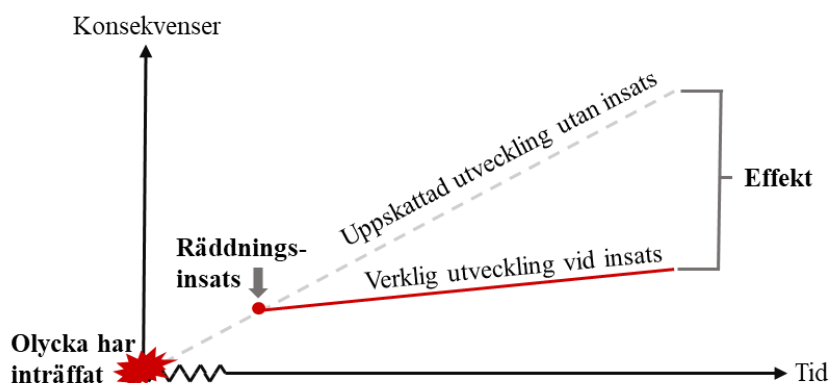 Konsekvenser
Uppskattad utveckling utan insats
Effekt
Räddnings-
insats
Verklig utveckling vid insats
Olycka har
inträffat
Tid